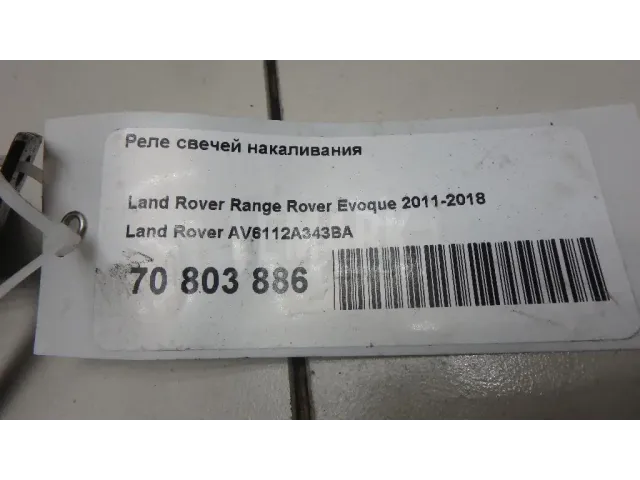 Реле свечей накаливания
Land Rover Range Rover Evoque 2011-2018
Land Rover AV6112A343BA
70 803 886